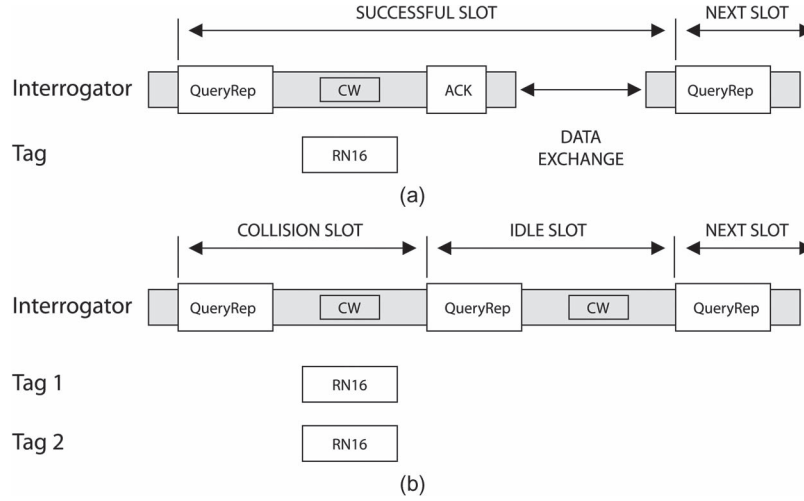 SUCCESSFUL SLOT NEXT SLOT
Interrogator QueryRep CW ACK QueryRep
Tag RN16 DATA
EXCHANGE
(a)
COLLISION SLOT IDLE SLOT NEXT SLOT
Interrogator QueryRep CW QueryRep CW QueryRep
Tag 1 RN16
Tag 2 RN16
(b)